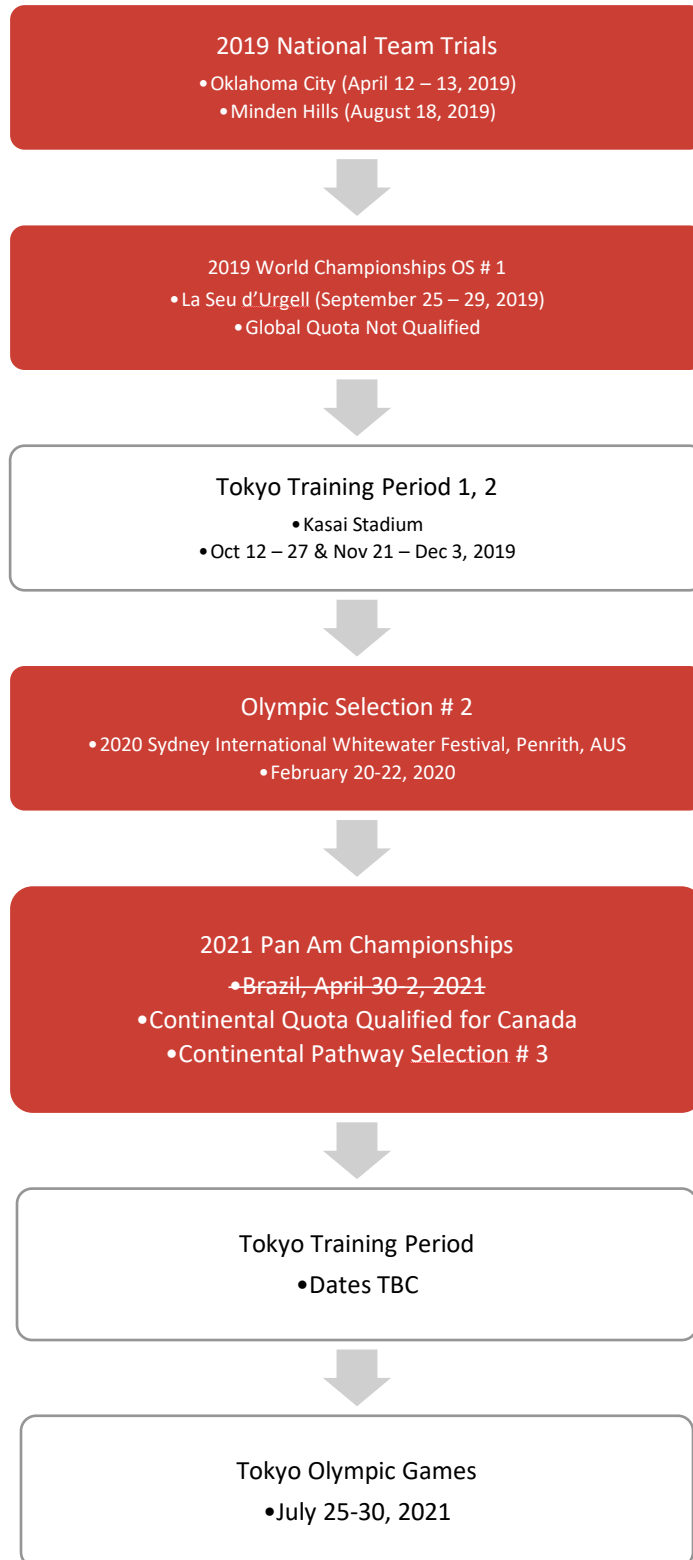 2019 National Team Trials
•Oklahoma City (April 12 – 13, 2019)
•Minden Hills (August 18, 2019)
2019 World Championships OS # 1
•La Seu d’Urgell (September 25 – 29, 2019)
•Global Quota Not Qualified
Tokyo Training Period 1, 2
•Kasai Stadium
•Oct 12 – 27 & Nov 21 – Dec 3, 2019
Olympic Selection # 2
•2020 Sydney International Whitewater Festival, Penrith, AUS
•February 20-22, 2020
2021 Pan Am Championships
•Brazil, April 30-2, 2021
•Continental Quota Qualified for Canada
•Continental Pathway Selection # 3
Tokyo Training Period
•Dates TBC
Tokyo Olympic Games
•July 25-30, 2021